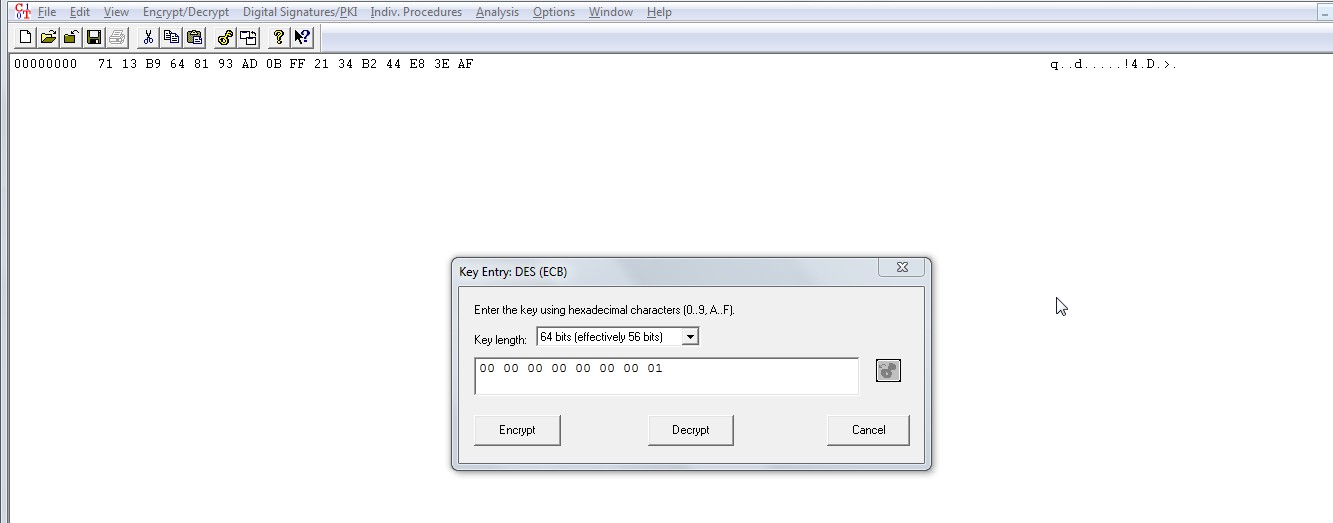 File Edit View Encrypt/Decrypt Digital Signatures/PKI Indiv. Procedures Analysis Options Window Help
00000000 71 13 B9 64 81 93 AD 0B FF 21 34 B2 44 E8 3E AF q..d.....!4.D.>.
Key Entry: DES (ECB)
Enter the key using hexadecimal characters (0..9, A..F).
Key length: 64 bits (effectively 56 bits)
00 00 00 00 00 00 00 01
Encrypt Decrypt Cancel